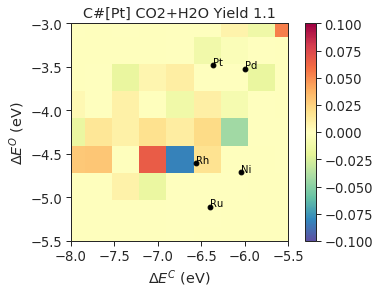 C#[Pt] CO2+H2O Yield 1.1
−3.0
−3.5
−4.0
−4.5
−5.0
−5.5
ΔE^O (eV)
Pt
Pd
Rh
Ni
Ru
−8.0 −7.5 −7.0 −6.5 −6.0 −5.5
ΔE^C (eV)
0.100
0.075
0.050
0.025
0.000
−0.025
−0.050
−0.075
−0.100